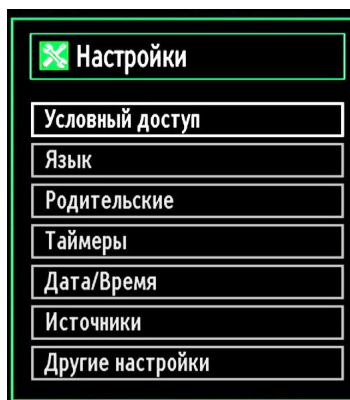 Настройки
Условный доступ
Язык
Родительские
Таймеры
Дата/Время
Источники
Другие настройки